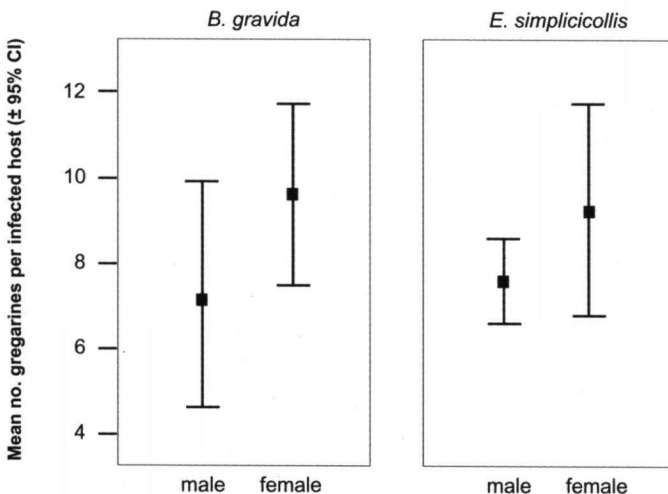 B. gravida
E. simplicicollis
Mean no. gregarines per infected host (± 95% CI)
12
10
8
6
4
male female
male female